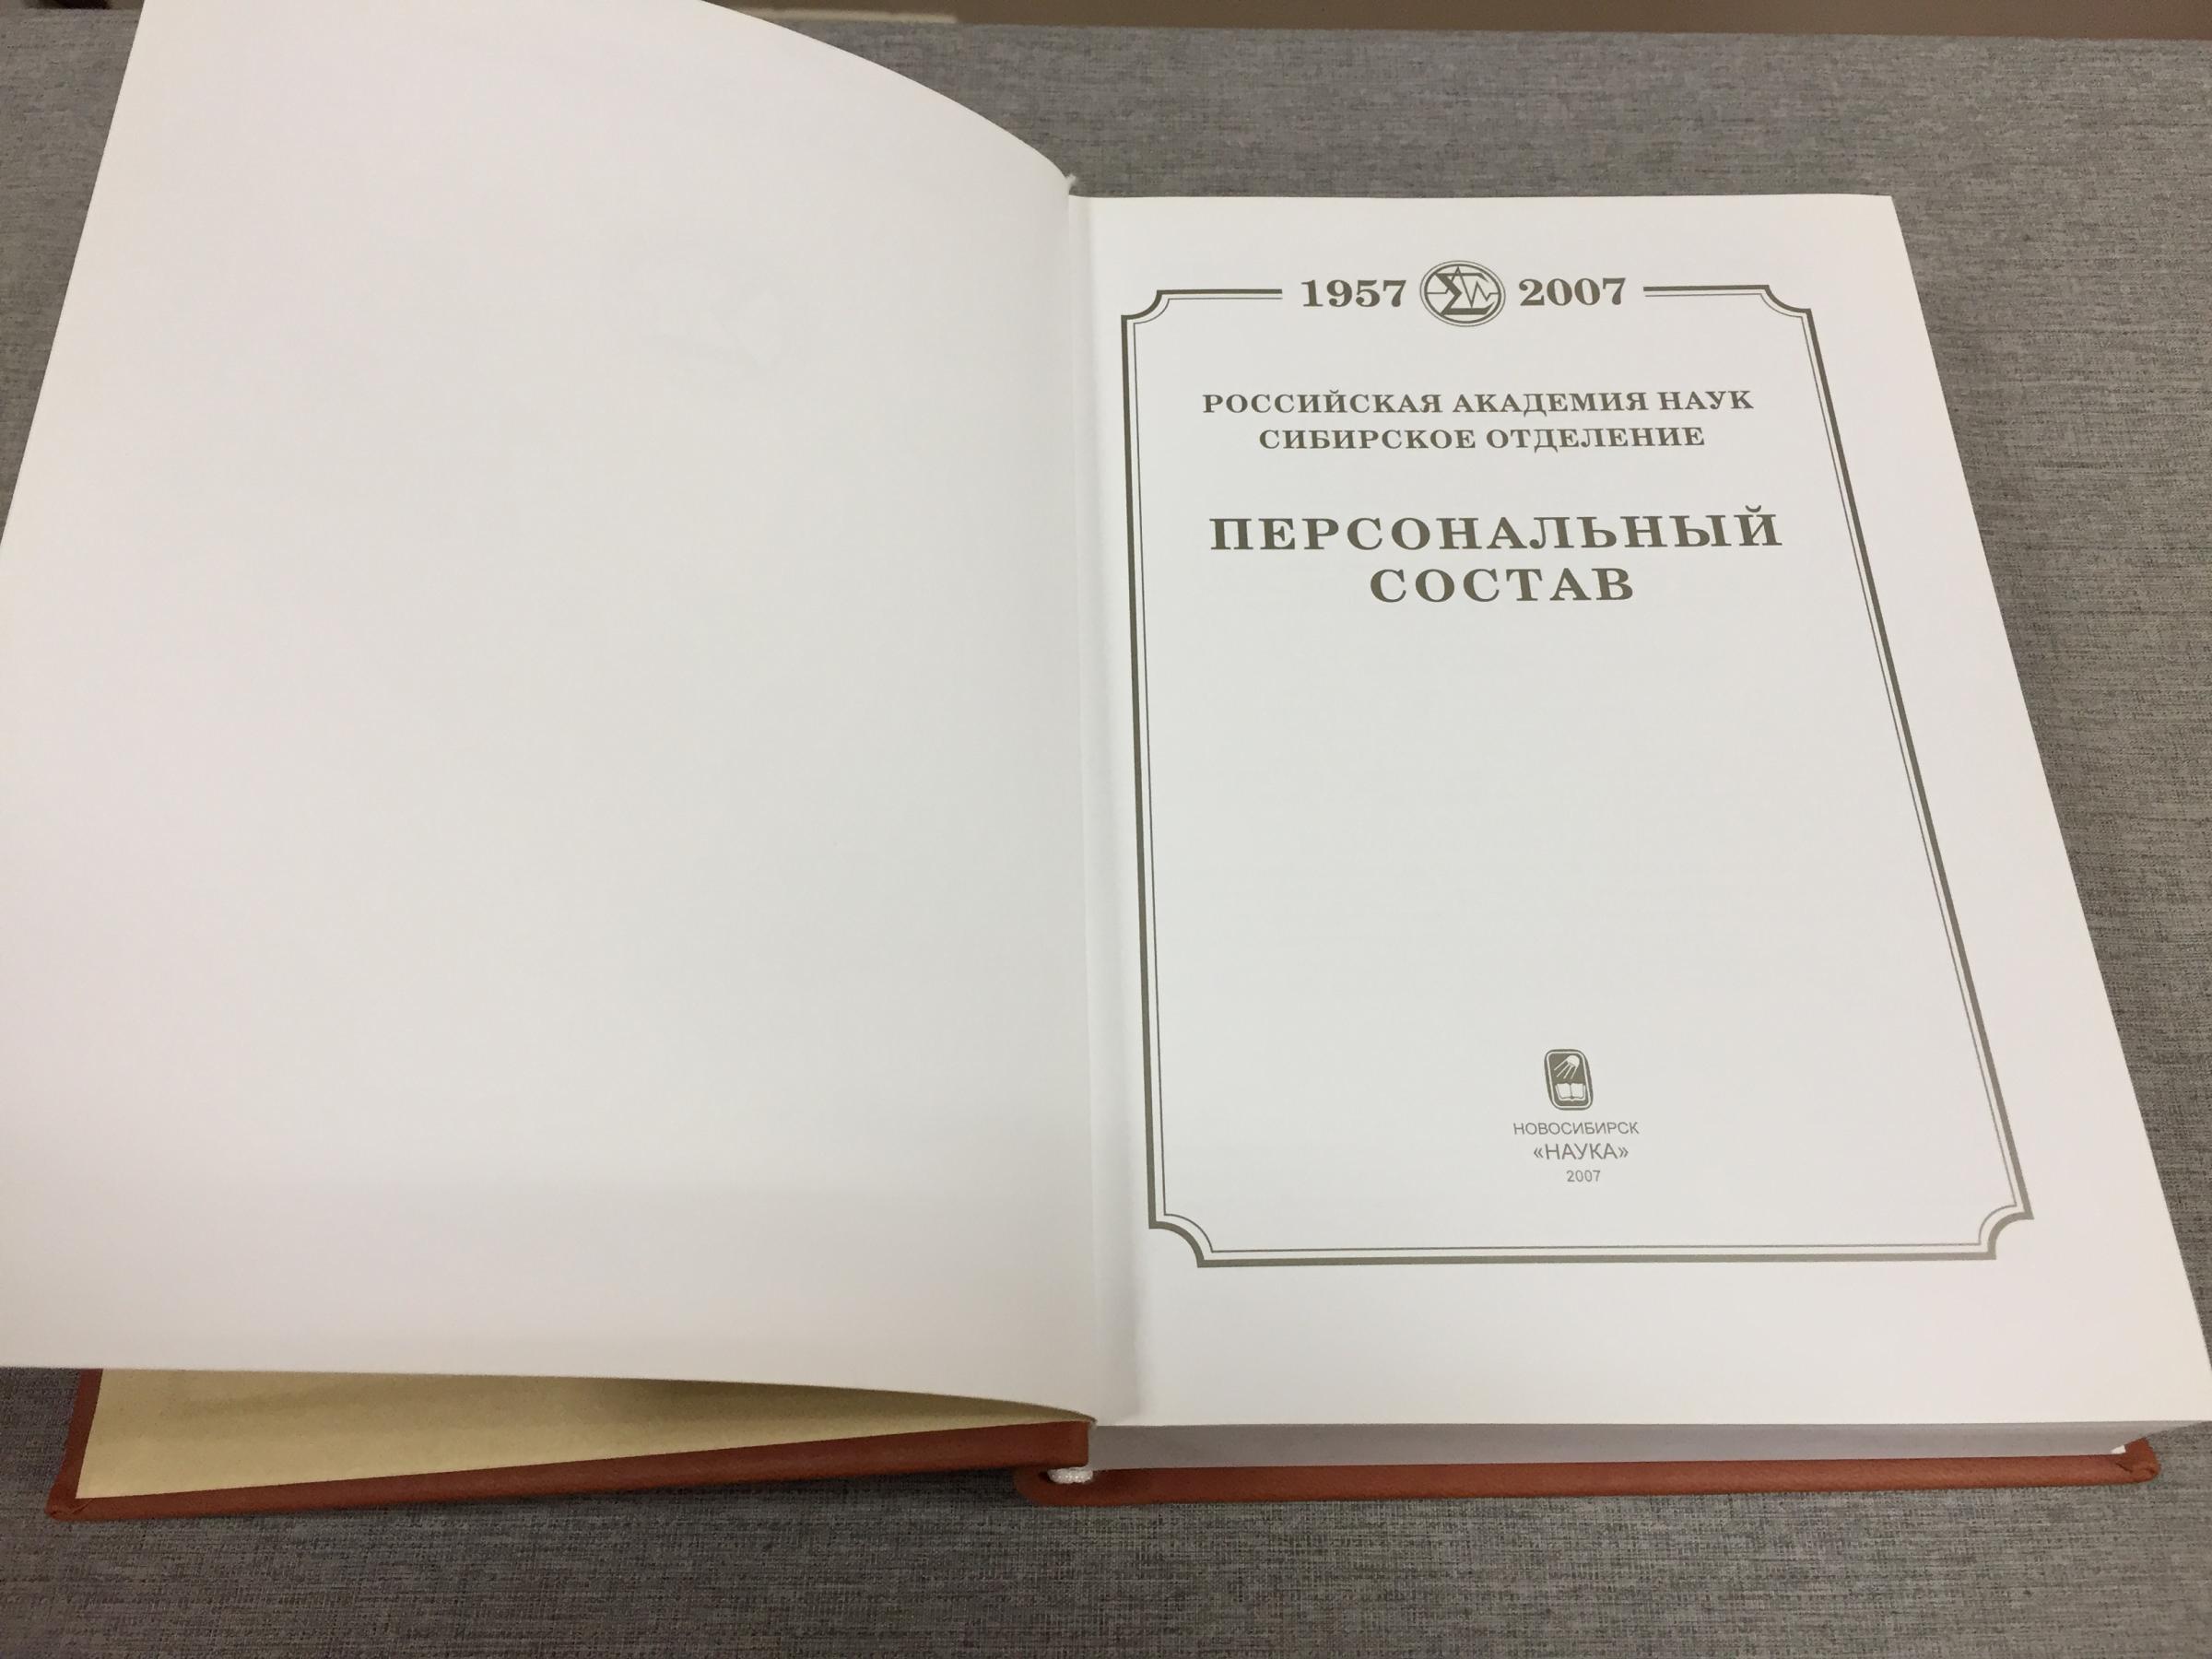 1957 2007
РОССИЙСКАЯ АКАДЕМИЯ НАУК
СИБИРСКОЕ ОТДЕЛЕНИЕ
ПЕРСОНАЛЬНЫЙ
СОСТАВ
НОВОСИБИРСК
«НАУКА»
2007